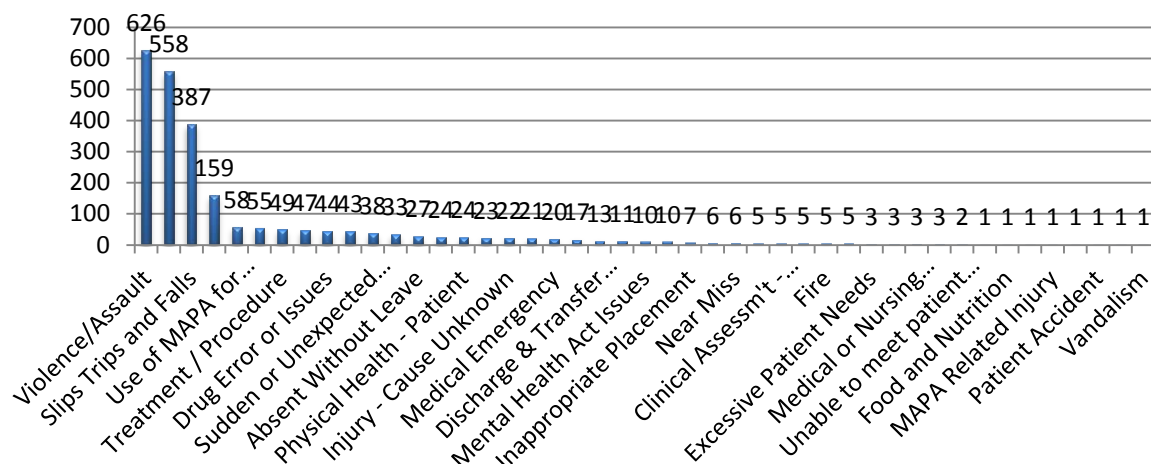 700
600
500
400
300
200
100
0
626
558
387
159
58 55 49 47 44 43 38 33 27 24 24 23 22 21 20 17 13 11 10 10 7 6 6 5 5 5 5 5 3 3 3 3 2 1 1 1 1 1 1 1 1
Violence/Assault
Slips Trips and Falls
Use of MAPA for…
Treatment / Procedure
Drug Error or Issues
Sudden or Unexpected…
Absent Without Leave
Physical Health - Patient
Injury - Cause Unknown
Medical Emergency
Discharge & Transfer…
Mental Health Act Issues
Inappropriate Placement
Near Miss
Clinical Assessm't -…
Fire
Excessive Patient Needs
Medical or Nursing…
Unable to meet patient…
Food and Nutrition
MAPA Related Injury
Patient Accident
Vandalism